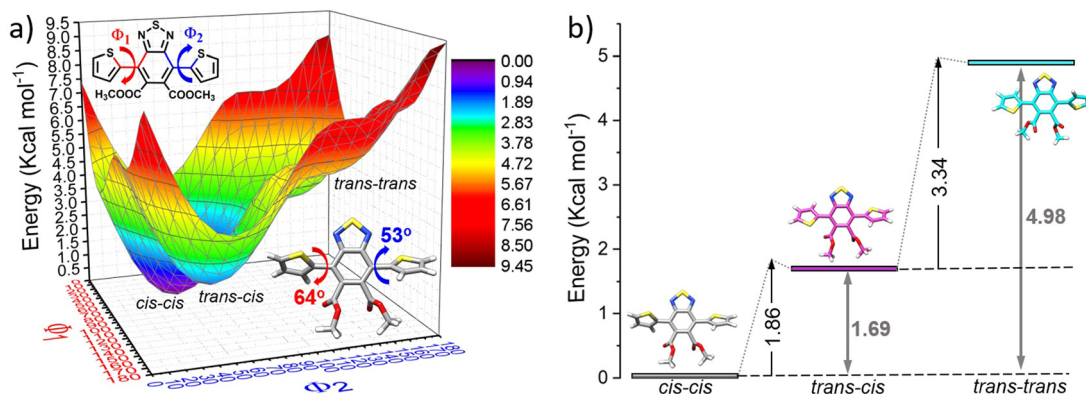 a)
Energy (Kcal mol⁻¹)
9.5
9.0
8.5
8.0
7.5
7.0
6.5
6.0
5.5
5.0
4.5
4.0
3.5
3.0
2.5
2.0
1.5
1.0
0.5
S
N N
Φ1 Φ2
S S
H₃COOC COOCH₃
trans-trans
cis-cis
trans-cis
64º
53º
Φ1
Φ2
0.00
0.94
1.89
2.83
3.78
4.72
5.67
6.61
7.56
8.50
9.45
b)
Energy (Kcal mol⁻¹)
5
4
3
2
1
0
1.86
1.69
3.34
4.98
cis-cis
trans-cis
trans-trans